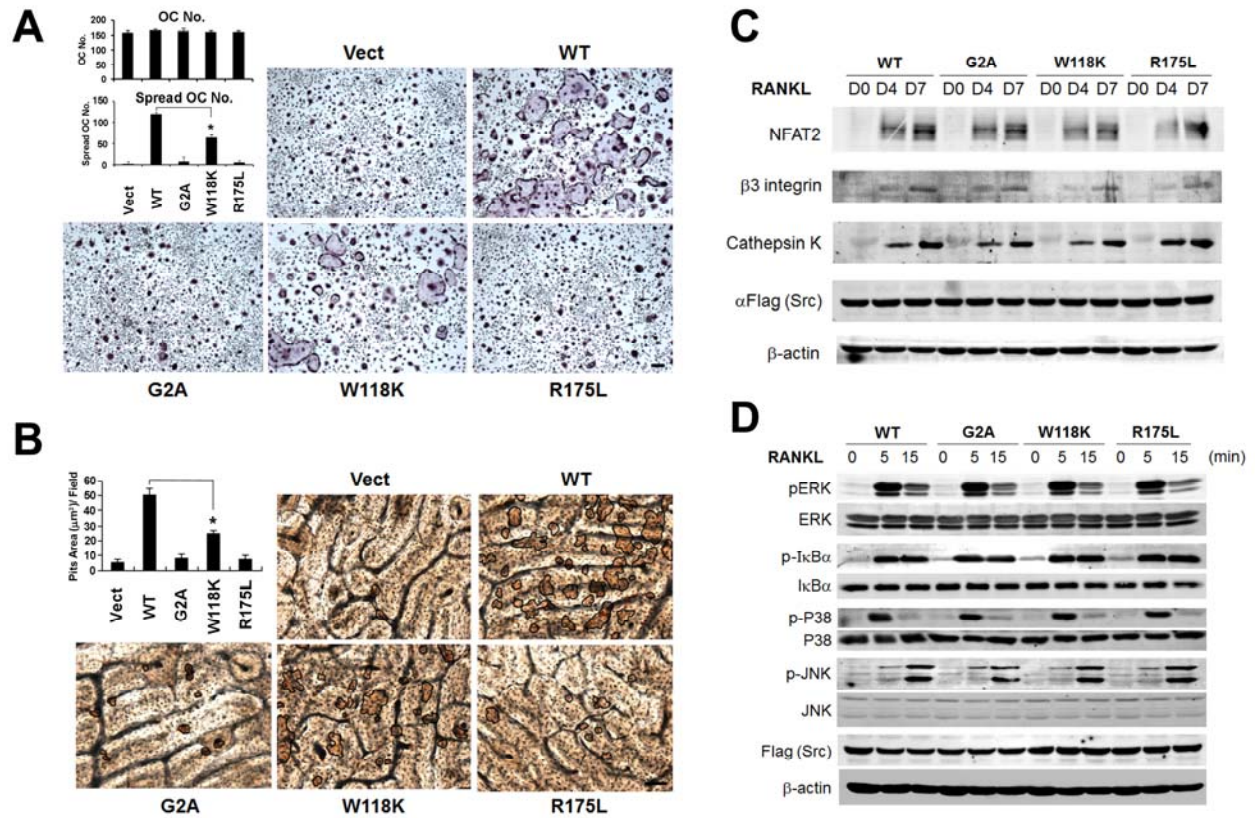 A
OC No.
OC No.
200
150
100
50
0
Spread OC No.
Spread OC No.
100
50
0
*
Vect
WT
G2A
W118K
R175L
Vect
WT
G2A
W118K
R175L
B
Pits Area (μm²)/ Field
60
50
40
30
20
10
0
*
Vect
WT
G2A
W118K
R175L
Vect
WT
G2A
W118K
R175L
C
WT G2A W118K R175L
RANKL D0 D4 D7 D0 D4 D7 D0 D4 D7 D0 D4 D7
NFAT2
β3 integrin
Cathepsin K
αFlag (Src)
β-actin
D
WT G2A W118K R175L
RANKL 0 5 15 0 5 15 0 5 15 0 5 15 (min)
pERK
ERK
p-IκBα
IκBα
p-P38
P38
p-JNK
JNK
Flag (Src)
β-actin